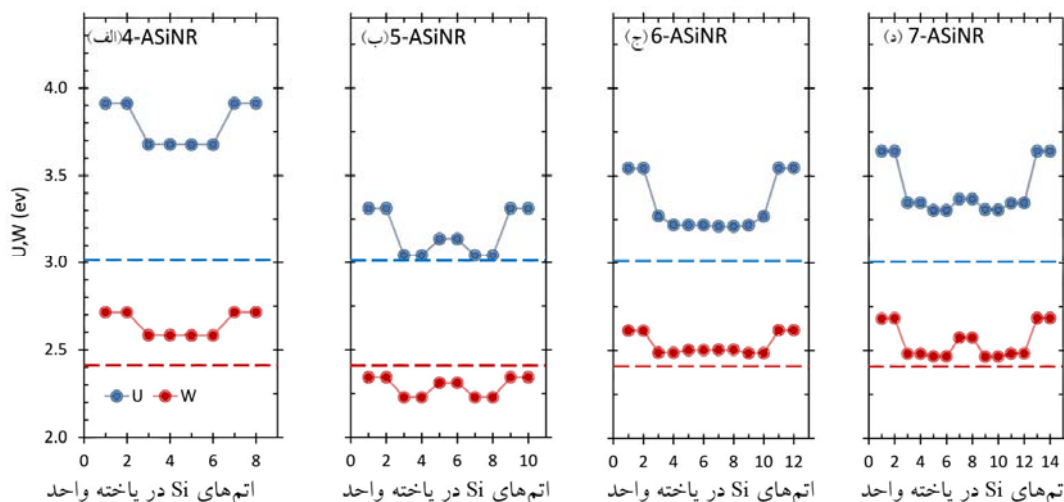 (الف)4-ASiNR
(ب)5-ASiNR
(ج)6-ASiNR
(د) 7-ASiNR
U,W (ev)
4.0
3.5
3.0
2.5
2.0
U W
0 2 4 6 8
0 2 4 6 8 10
0 2 4 6 8 10 12
0 2 4 6 8 10 12 14
اتم‌های Si در یاخته واحد
اتم‌های Si در یاخته واحد
اتم‌های Si در یاخته واحد
اتم‌های Si در یاخته واحد